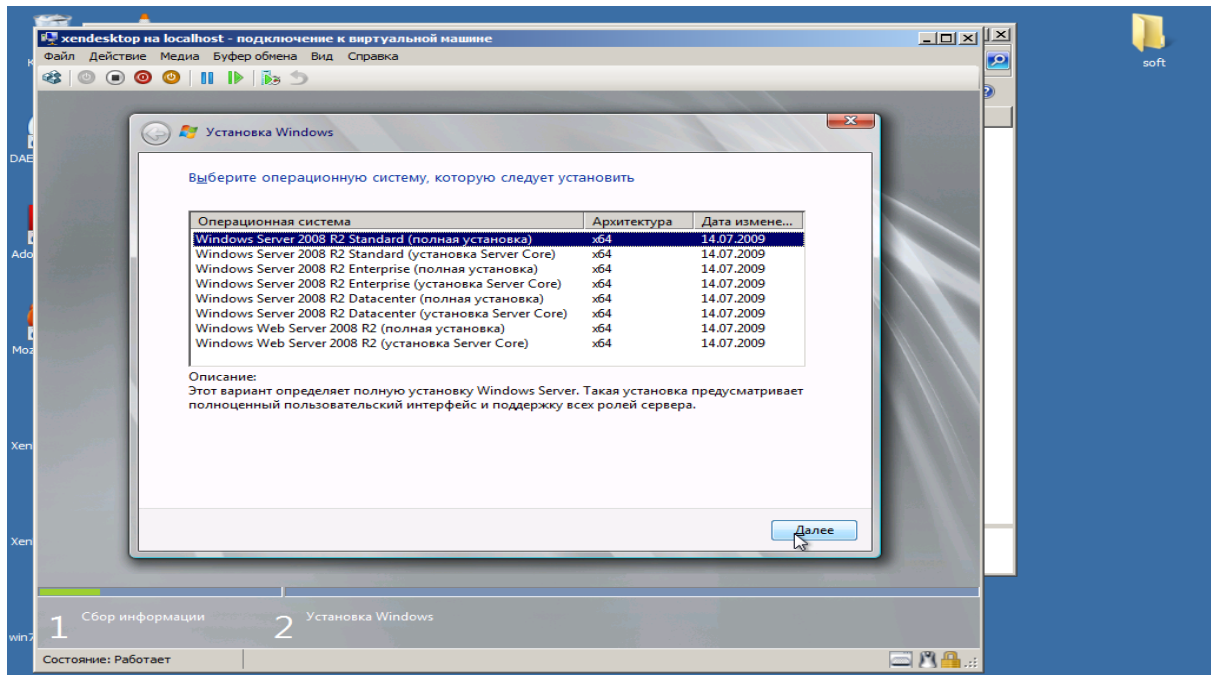 xendesktop на localhost - подключение к виртуальной машине
Файл Действие Медиа Буфер обмена Вид Справка
soft
Установка Windows
DAE
Выберите операционную систему, которую следует установить
Операционная система Архитектура Дата измене...
Windows Server 2008 R2 Standard (полная установка) x64 14.07.2009
Ado
Windows Server 2008 R2 Standard (установка Server Core) x64 14.07.2009
Windows Server 2008 R2 Enterprise (полная установка) x64 14.07.2009
Windows Server 2008 R2 Enterprise (установка Server Core) x64 14.07.2009
Windows Server 2008 R2 Datacenter (полная установка) x64 14.07.2009
Windows Server 2008 R2 Datacenter (установка Server Core) x64 14.07.2009
Windows Web Server 2008 R2 (полная установка) x64 14.07.2009
Windows Web Server 2008 R2 (установка Server Core) x64 14.07.2009
Moz
Описание:
Этот вариант определяет полную установку Windows Server. Такая установка предусматривает
полноценный пользовательский интерфейс и поддержку всех ролей сервера.
Xen
Далее
Xen
1 Сбор информации 2 Установка Windows
win7
Состояние: Работает